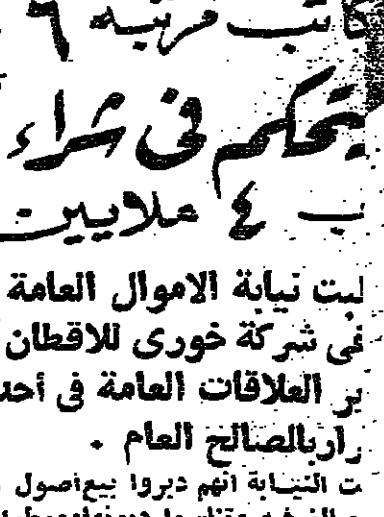 كاتب مرتبه ٦
يتحكم فى شراء
ب ٤ ملايين
لبت نيابة الاموال العامة
فى شركة خورى للاقطان
ير العلاقات العامة فى أحد
رار بالصالح العام .
ت النيابة انهم دبروا بيع أصول